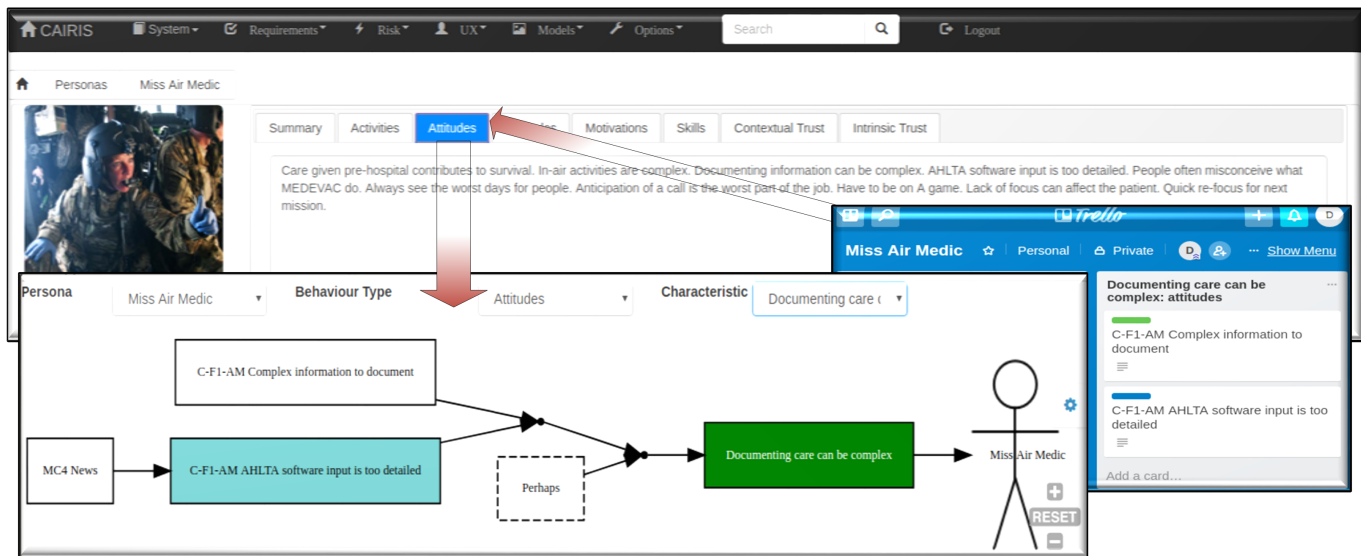 CAIRIS System Requirements Risk UX Models Options Search Logout
Personas Miss Air Medic
Summary Activities Attitudes Motivations Skills Contextual Trust Intrinsic Trust
Care given pre-hospital contributes to survival. In-air activities are complex. Documenting information can be complex. AHLTA software input is too detailed. People often misconceive what
MEDEVAC do. Always see the worst days for people. Anticipation of a call is the worst part of the job. Have to be on A game. Lack of focus can affect the patient. Quick re-focus for next
mission.
Trello
D
Miss Air Medic Personal Private D ... Show Menu
Documenting care can be ...
complex: attitudes
C-F1-AM Complex information to
document
C-F1-AM AHLTA software input is too
detailed
Add a card...
Persona Miss Air Medic Behaviour Type Attitudes Characteristic Documenting care c
C-F1-AM Complex information to document
MC4 News
C-F1-AM AHLTA software input is too detailed
Perhaps
Documenting care can be complex
Miss Air Medic
RESET